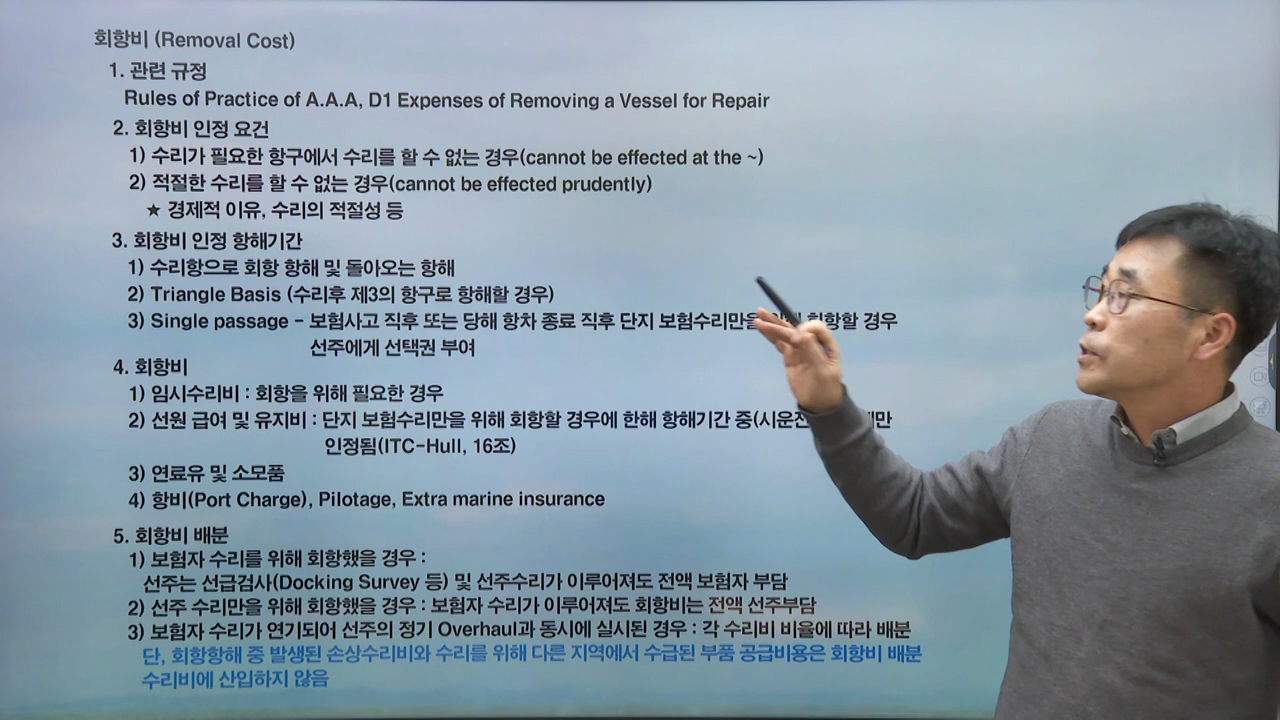 회항비 (Removal Cost)
1. 관련 규정
Rules of Practice of A.A.A, D1 Expenses of Removing a Vessel for Repair
2. 회항비 인정 요건
1) 수리가 필요한 항구에서 수리를 할 수 없는 경우(cannot be effected at the ~)
2) 적절한 수리를 할 수 없는 경우(cannot be effected prudently)
★ 경제적 이유, 수리의 적절성 등
3. 회항비 인정 항해기간
1) 수리항으로 회항 항해 및 돌아오는 항해
2) Triangle Basis (수리후 제3의 항구로 항해할 경우)
3) Single passage - 보험사고 직후 또는 당해 항차 종료 직후 단지 보험수리만을 회항할 경우
선주에게 선택권 부여
4. 회항비
1) 임시수리비 : 회항을 위해 필요한 경우
2) 선원 급여 및 유지비 : 단지 보험수리만을 위해 회항할 경우에 한해 항해기간 중(시운전
인정됨(ITC-Hull, 16조)
3) 연료유 및 소모품
4) 항비(Port Charge), Pilotage, Extra marine insurance
5. 회항비 배분
1) 보험자 수리를 위해 회항했을 경우 :
선주는 선급검사(Docking Survey 등) 및 선주수리가 이루어져도 전액 보험자 부담
2) 선주 수리만을 위해 회항했을 경우 : 보험자 수리가 이루어져도 회항비는 전액 선주부담
3) 보험자 수리가 연기되어 선주의 정기 Overhaul과 동시에 실시된 경우 : 각 수리비 비율에 따라 배분
단, 회항항해 중 발생된 손상수리비와 수리를 위해 다른 지역에서 수급된 부품 공급비용은 회항비 배분
수리비에 산입하지 않음